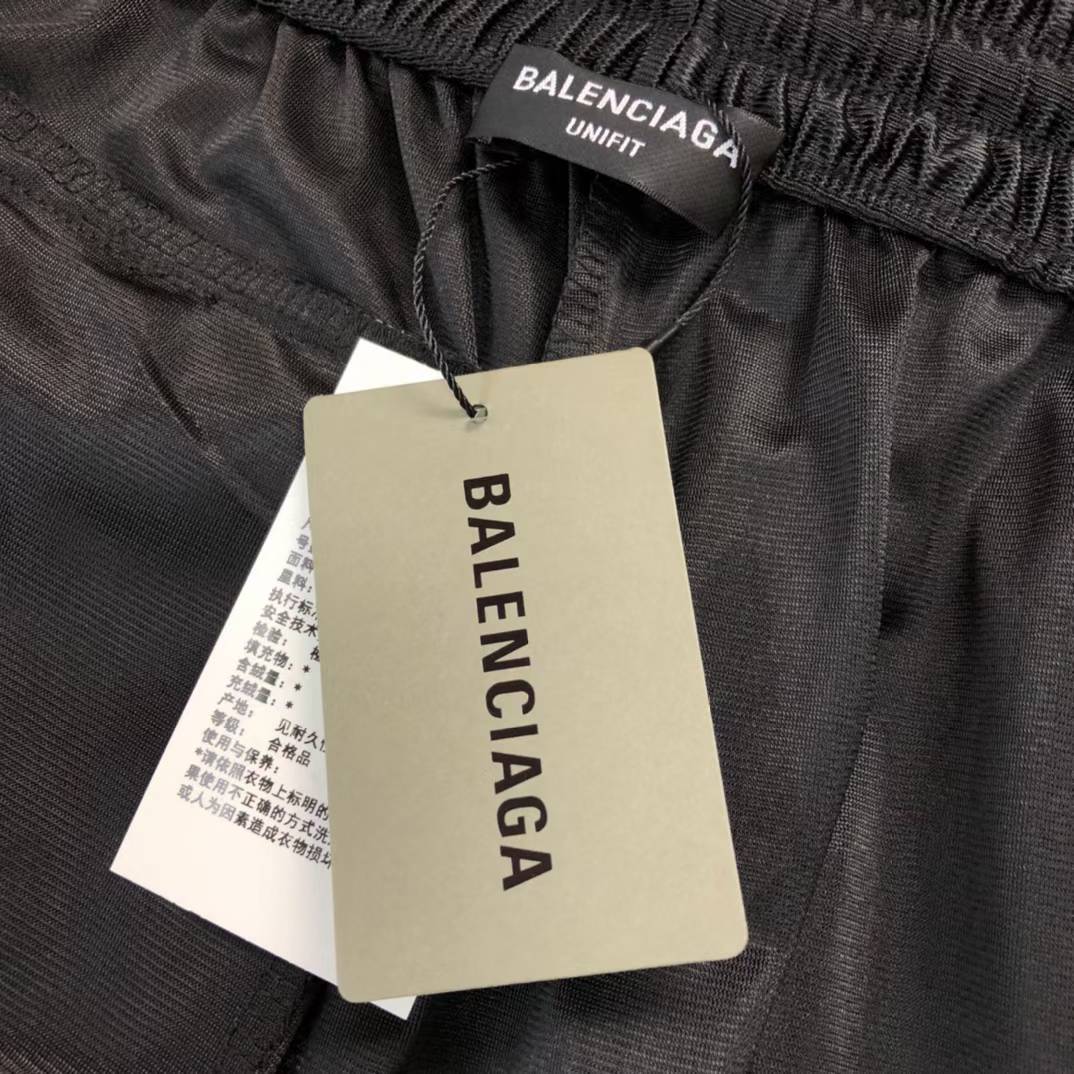 BALENCIAGA
UNIFIT
BALENCIAGA
面料
里料:
执行标
安全技术
检验:
填充物: *
含绒量: *
充绒量: *
产地: 见耐久
等级: 合格品
使用与保养:
*请依照衣物上标明的
果使用不正确的方式洗
或人为因素造成衣物损坏